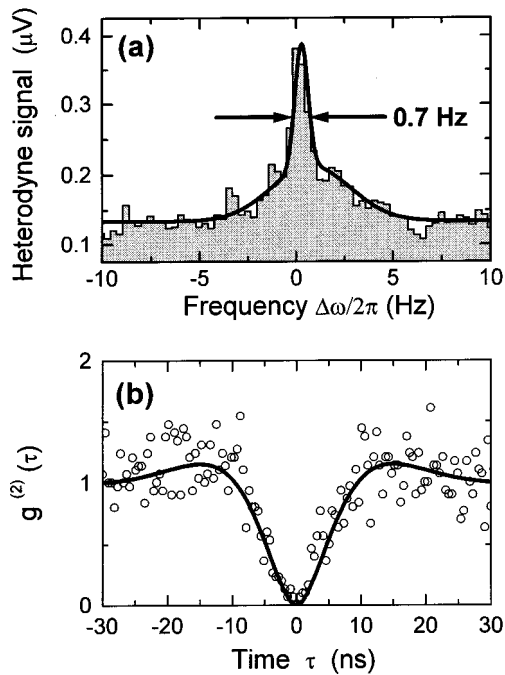 0.4
0.3
0.2
0.1
Heterodyne signal (μV)
(a)
0.7 Hz
-10 -5 0 5 10
Frequency Δω/2π (Hz)
2
1
0
g⁽²⁾(τ)
(b)
-30 -20 -10 0 10 20 30
Time τ (ns)